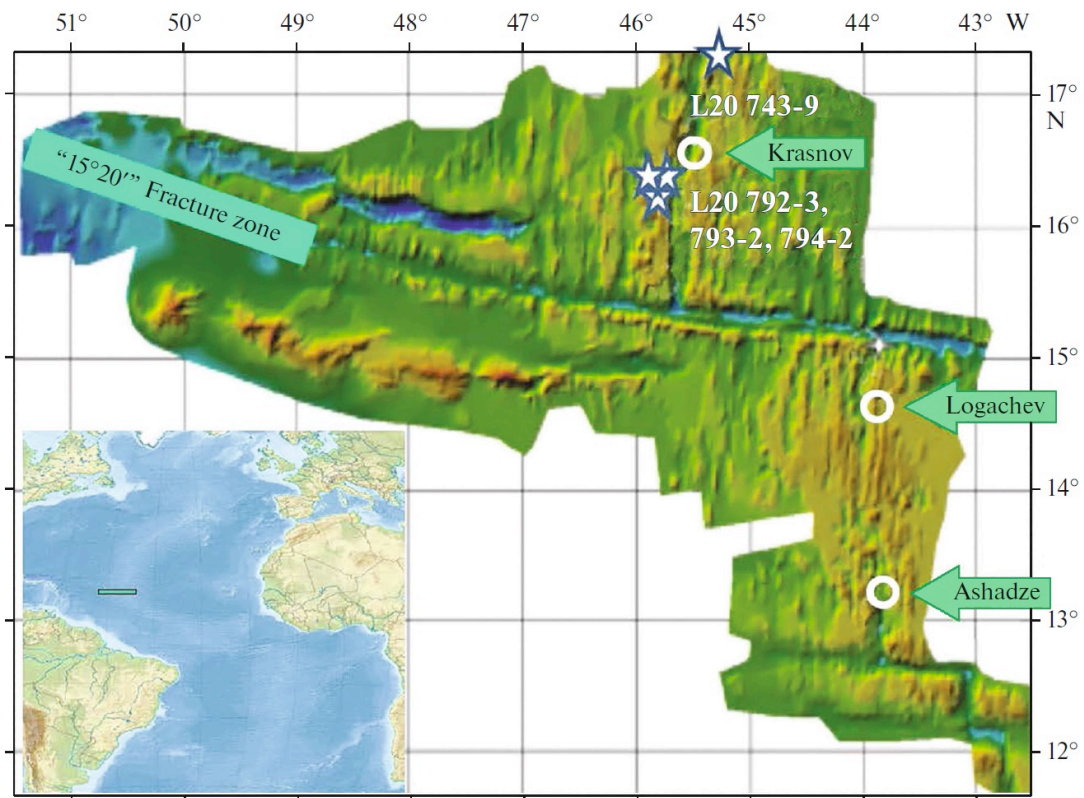 51° 50° 49° 48° 47° 46° 45° 44° 43° W
17°
N
L20 743-9
Krasnov
"15°20′" Fracture zone
L20 792-3,
793-2, 794-2
16°
15°
Logachev
14°
Ashadze
13°
12°